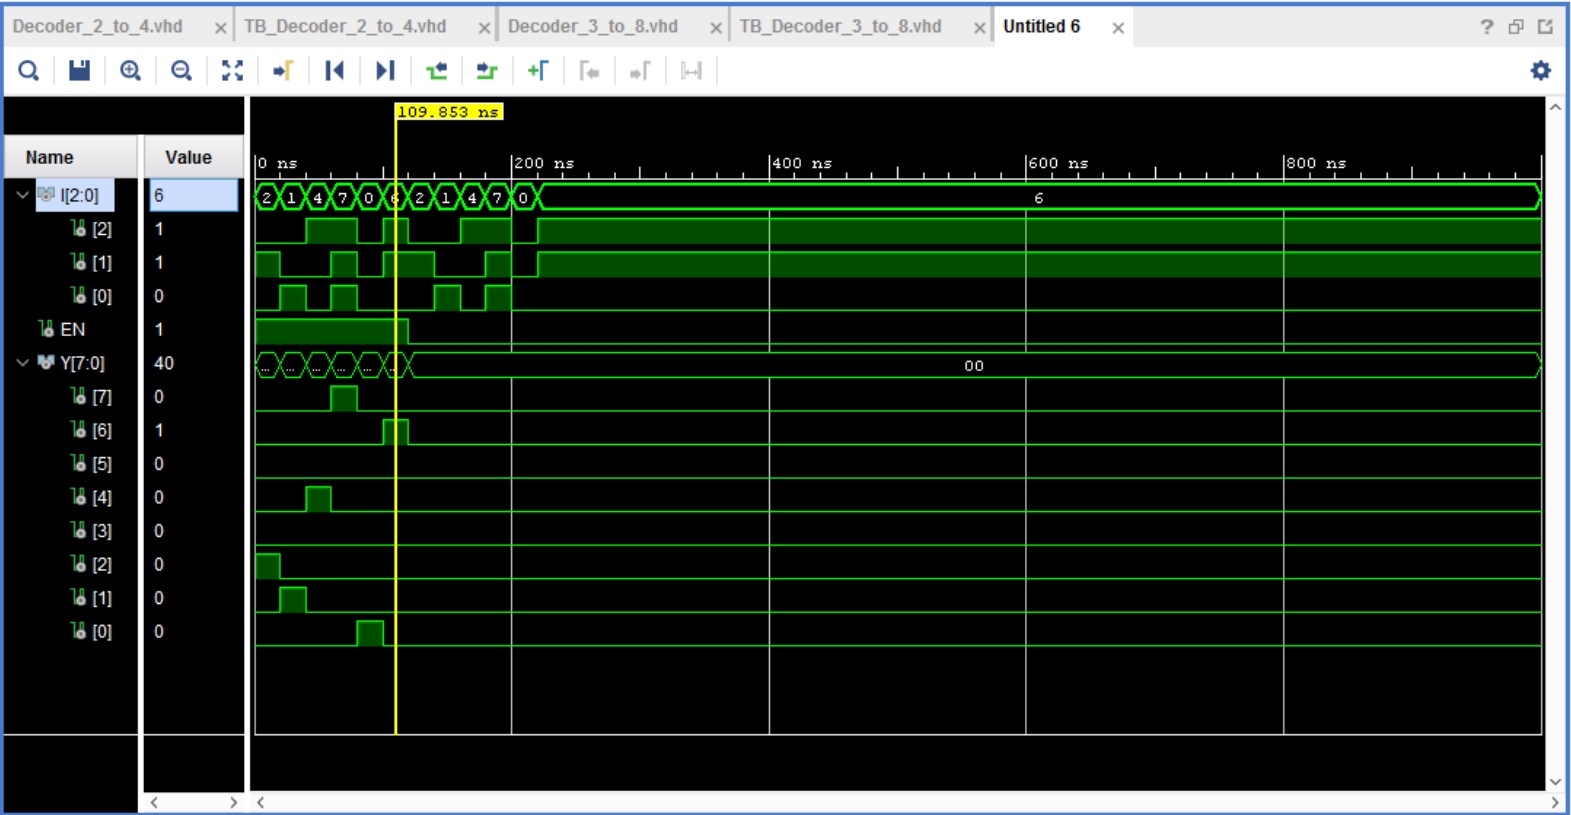 Decoder_2_to_4.vhd TB_Decoder_2_to_4.vhd Decoder_3_to_8.vhd TB_Decoder_3_to_8.vhd Untitled 6
109.853 ns
Name Value 0 ns 200 ns 400 ns 600 ns 800 ns
I[2:0] 6 2 1 4 7 0 6 2 1 4 7 0 6
[2] 1
[1] 1
[0] 0
EN 1
Y[7:0] 40 ... ... ... ... ... ... 00
[7] 0
[6] 1
[5] 0
[4] 0
[3] 0
[2] 0
[1] 0
[0] 0